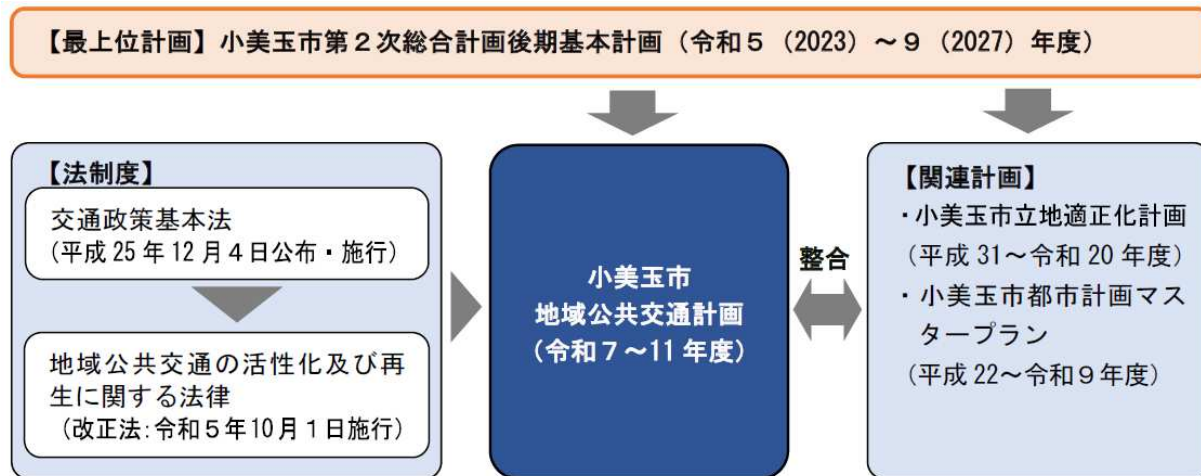 【最上位計画】小美玉市第２次総合計画後期基本計画（令和５（2023）～９（2027）年度）
【法制度】
交通政策基本法
（平成 25 年 12 月４日公布・施行）
地域公共交通の活性化及び再
生に関する法律
（改正法：令和５年 10 月１日施行）
小美玉市
地域公共交通計画
（令和７～11 年度）
整合
【関連計画】
・小美玉市立地適正化計画
（平成 31～令和 20 年度）
・小美玉市都市計画マス
タープラン
（平成 22～令和９年度）